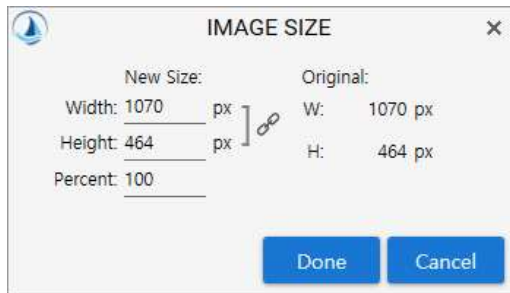 IMAGE SIZE
New Size: Original:
Width: 1070 px W: 1070 px
Height: 464 px H: 464 px
Percent: 100
Done Cancel